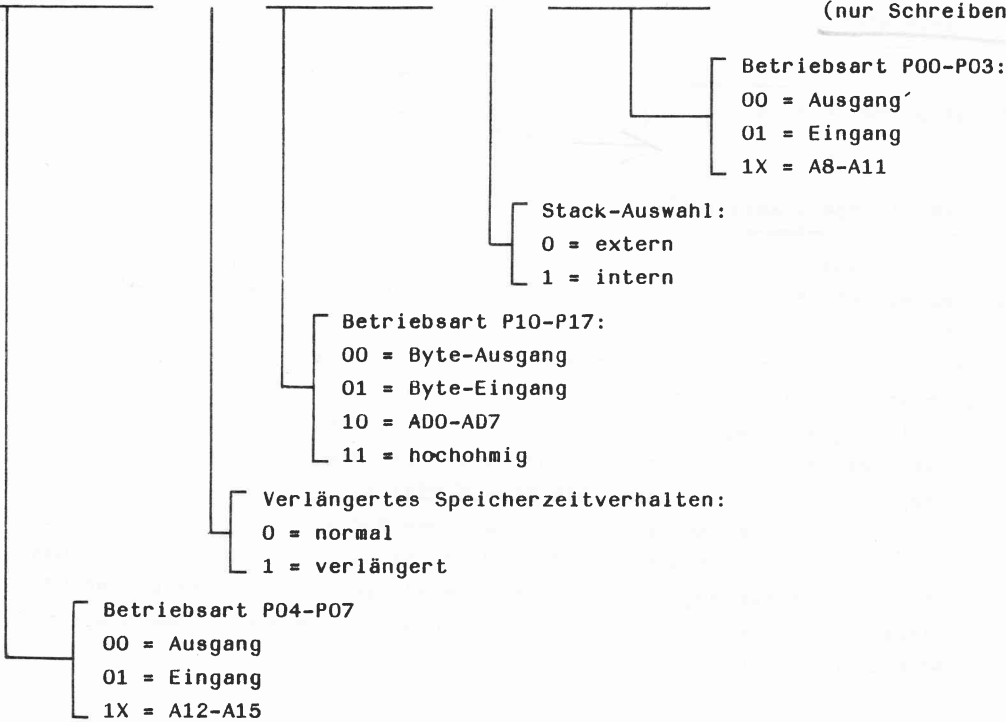 (nur Schreiben
Betriebsart P00-P03:
00 = Ausgang´
01 = Eingang
1X = A8-A11
Stack-Auswahl:
0 = extern
1 = intern
Betriebsart P10-P17:
00 = Byte-Ausgang
01 = Byte-Eingang
10 = AD0-AD7
11 = hochohmig
Verlängertes Speicherzeitverhalten:
0 = normal
1 = verlängert
Betriebsart P04-P07
00 = Ausgang
01 = Eingang
1X = A12-A15